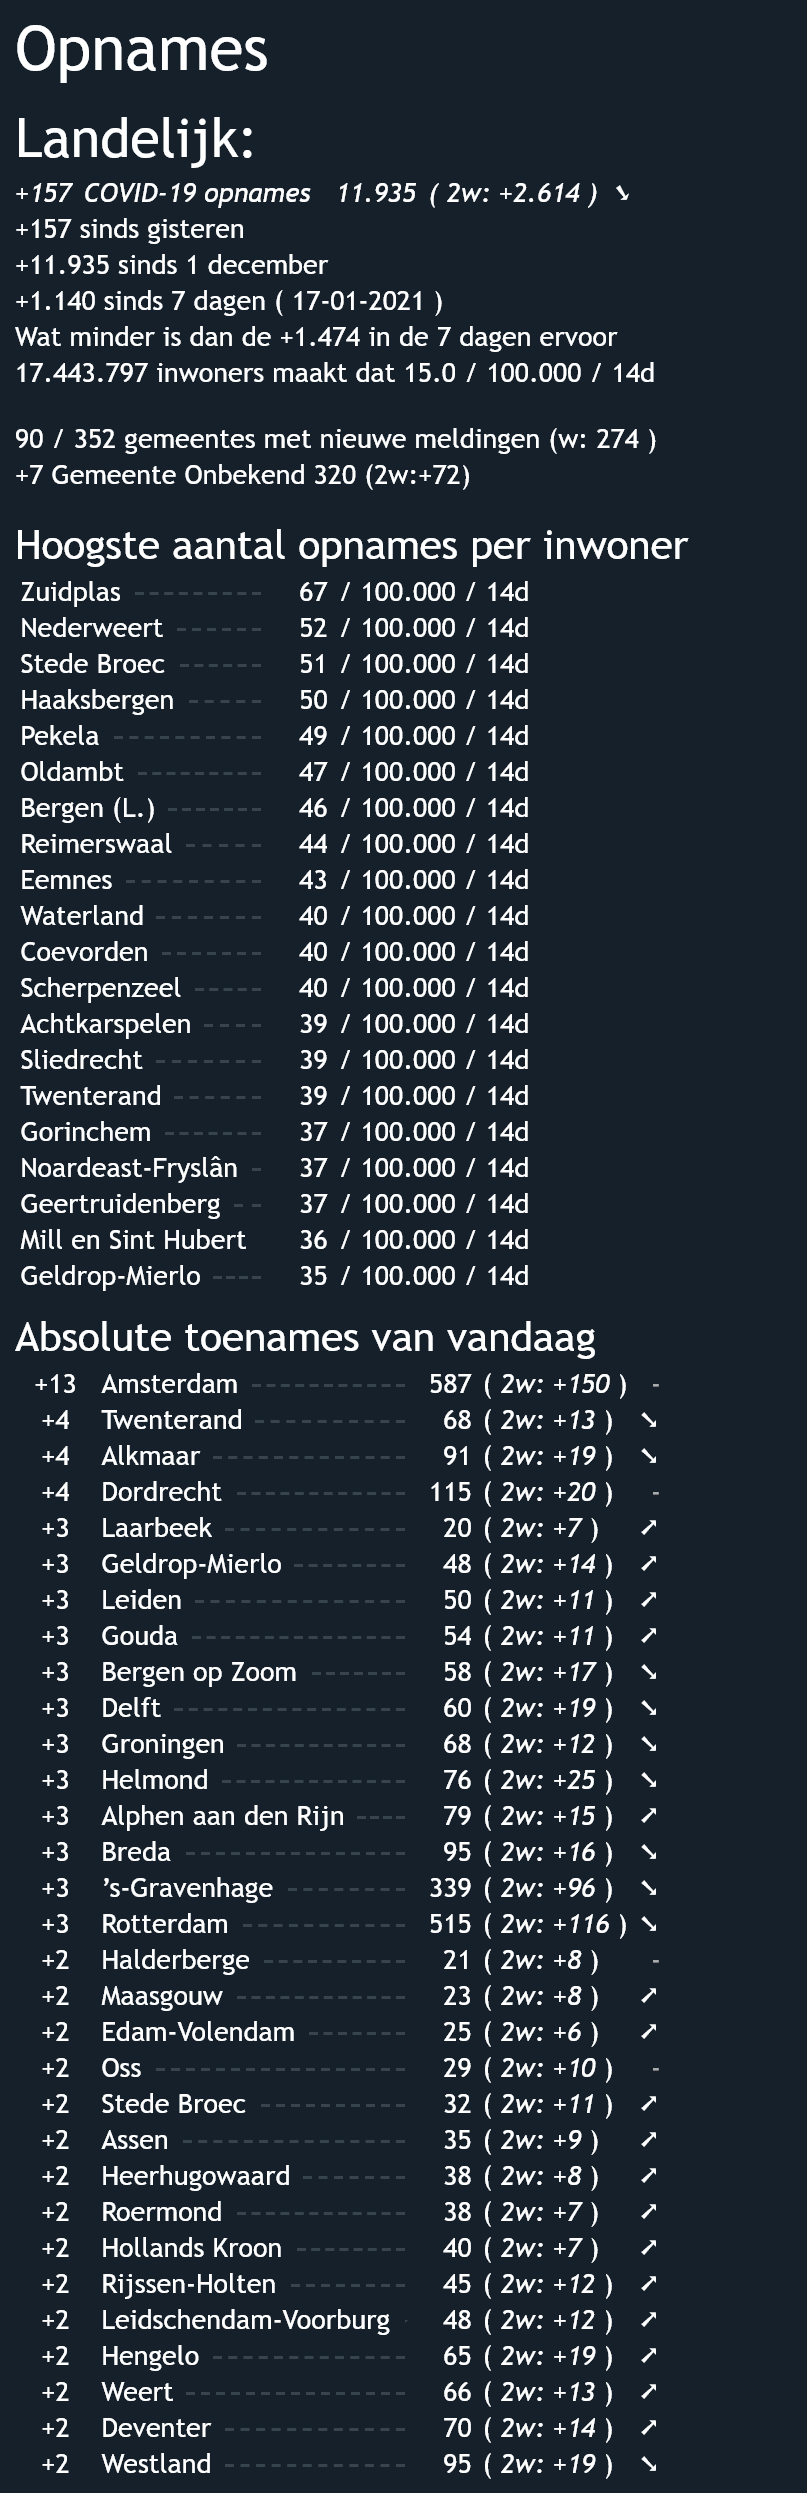 Opnames
Landelijk:
+157 COVID-19 opnames 11.935 ( 2w: +2.614 ) ➘
+157 sinds gisteren
+11.935 sinds 1 december
+1.140 sinds 7 dagen ( 17-01-2021 )
Wat minder is dan de +1.474 in de 7 dagen ervoor
17.443.797 inwoners maakt dat 15.0 / 100.000 / 14d
90 / 352 gemeentes met nieuwe meldingen (w: 274 )
+7 Gemeente Onbekend 320 (2w:+72)
Hoogste aantal opnames per inwoner
Zuidplas --------- 67 / 100.000 / 14d
Nederweert ------ 52 / 100.000 / 14d
Stede Broec ------ 51 / 100.000 / 14d
Haaksbergen ----- 50 / 100.000 / 14d
Pekela ---------- 49 / 100.000 / 14d
Oldambt --------- 47 / 100.000 / 14d
Bergen (L.) ------- 46 / 100.000 / 14d
Reimerswaal ----- 44 / 100.000 / 14d
Eemnes --------- 43 / 100.000 / 14d
Waterland ------- 40 / 100.000 / 14d
Coevorden ------- 40 / 100.000 / 14d
Scherpenzeel ----- 40 / 100.000 / 14d
Achtkarspelen ---- 39 / 100.000 / 14d
Sliedrecht ------- 39 / 100.000 / 14d
Twenterand ------ 39 / 100.000 / 14d
Gorinchem ------- 37 / 100.000 / 14d
Noardeast-Fryslân - 37 / 100.000 / 14d
Geertruidenberg -- 37 / 100.000 / 14d
Mill en Sint Hubert 36 / 100.000 / 14d
Geldrop-Mierlo ---- 35 / 100.000 / 14d
Absolute toenames van vandaag
+13 Amsterdam ----------- 587 ( 2w: +150 ) -
+4 Twenterand ----------- 68 ( 2w: +13 ) ➘
+4 Alkmaar -------------- 91 ( 2w: +19 ) ➘
+4 Dordrecht ------------ 115 ( 2w: +20 ) -
+3 Laarbeek ------------- 20 ( 2w: +7 ) ➚
+3 Geldrop-Mierlo -------- 48 ( 2w: +14 ) ➚
+3 Leiden --------------- 50 ( 2w: +11 ) ➚
+3 Gouda --------------- 54 ( 2w: +11 ) ➚
+3 Bergen op Zoom ------- 58 ( 2w: +17 ) ➘
+3 Delft ---------------- 60 ( 2w: +19 ) ➘
+3 Groningen ------------ 68 ( 2w: +12 ) ➘
+3 Helmond ------------- 76 ( 2w: +25 ) ➘
+3 Alphen aan den Rijn ---- 79 ( 2w: +15 ) ➚
+3 Breda ---------------- 95 ( 2w: +16 ) ➘
+3 ’s-Gravenhage -------- 339 ( 2w: +96 ) ➘
+3 Rotterdam ------------ 515 ( 2w: +116 ) ➘
+2 Halderberge ---------- 21 ( 2w: +8 ) -
+2 Maasgouw ------------ 23 ( 2w: +8 ) ➚
+2 Edam-Volendam ------- 25 ( 2w: +6 ) ➚
+2 Oss ------------------ 29 ( 2w: +10 ) -
+2 Stede Broec ---------- 32 ( 2w: +11 ) ➚
+2 Assen ---------------- 35 ( 2w: +9 ) ➚
+2 Heerhugowaard ------- 38 ( 2w: +8 ) ➚
+2 Roermond ------------ 38 ( 2w: +7 ) ➚
+2 Hollands Kroon -------- 40 ( 2w: +7 ) ➚
+2 Rijssen-Holten -------- 45 ( 2w: +12 ) ➚
+2 Leidschendam-Voorburg - 48 ( 2w: +12 ) ➚
+2 Hengelo -------------- 65 ( 2w: +19 ) ➚
+2 Weert ---------------- 66 ( 2w: +13 ) ➚
+2 Deventer ------------- 70 ( 2w: +14 ) ➚
+2 Westland ------------- 95 ( 2w: +19 ) ➘